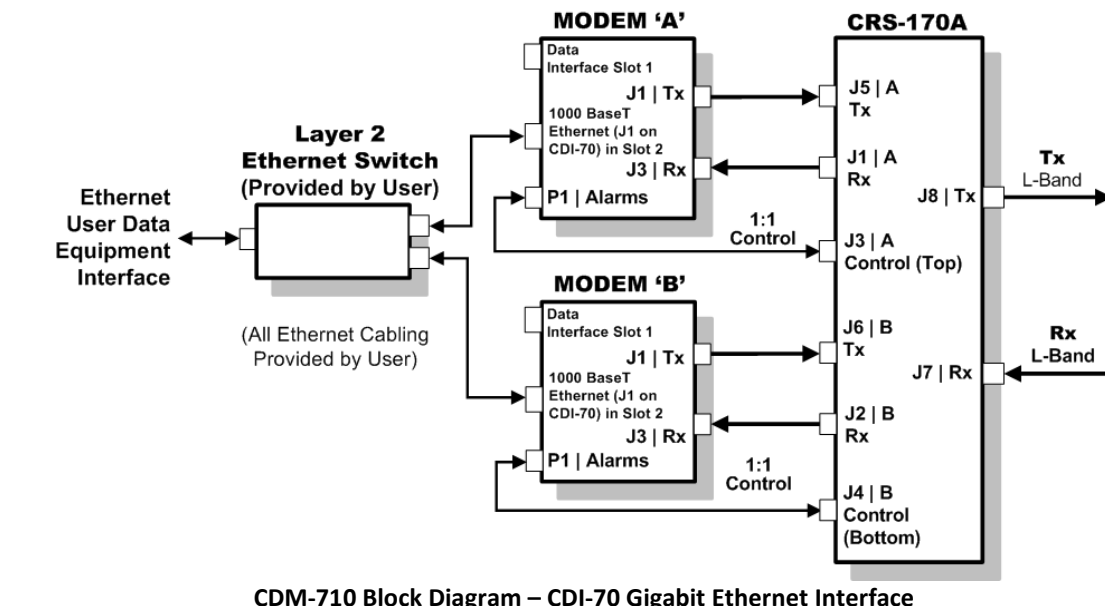 MODEM ‘A’
CRS-170A
Data
Interface Slot 1
J1 | Tx
1000 BaseT
Ethernet (J1 on
CDI-70) in Slot 2
J3 | Rx
P1 | Alarms
J5 | A
Tx
J1 | A
Rx
J8 | Tx
Tx
L-Band
Layer 2
Ethernet Switch
(Provided by User)
Ethernet
User Data
Equipment
Interface
1:1
Control
J3 | A
Control (Top)
MODEM ‘B’
Data
Interface Slot 1
J1 | Tx
1000 BaseT
Ethernet (J1 on
CDI-70) in Slot 2
J3 | Rx
P1 | Alarms
(All Ethernet Cabling
Provided by User)
J6 | B
Tx
Rx
L-Band
J7 | Rx
J2 | B
Rx
1:1
Control
J4 | B
Control
(Bottom)
CDM-710 Block Diagram – CDI-70 Gigabit Ethernet Interface